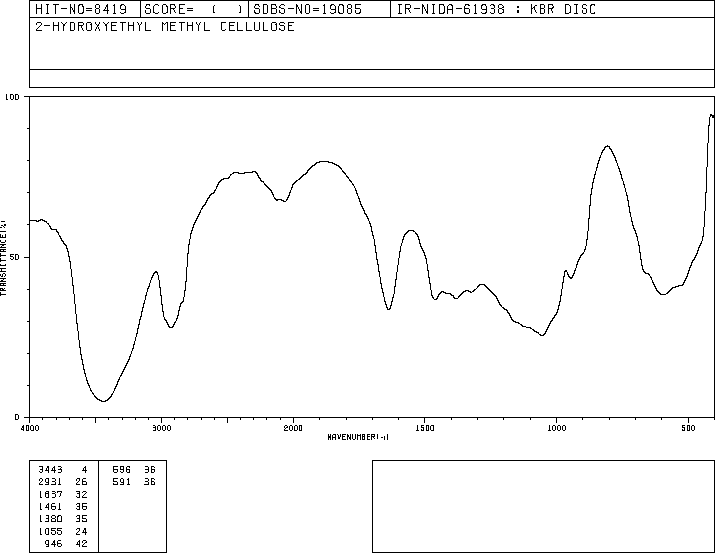 HIT-NO=8419 SCORE= ( ) SDBS-NO=19085 IR-NIDA-61938 : KBR DISC
2-HYDROXYETHYL METHYL CELLULOSE
100
TRANSMITTANCE(%)
50
0
4000 3000 2000 1500 1000 500
WAVENUMBER(-1)
3443 4 596 36
2931 26 591 36
1637 32
1461 35
1380 35
1055 24
946 42